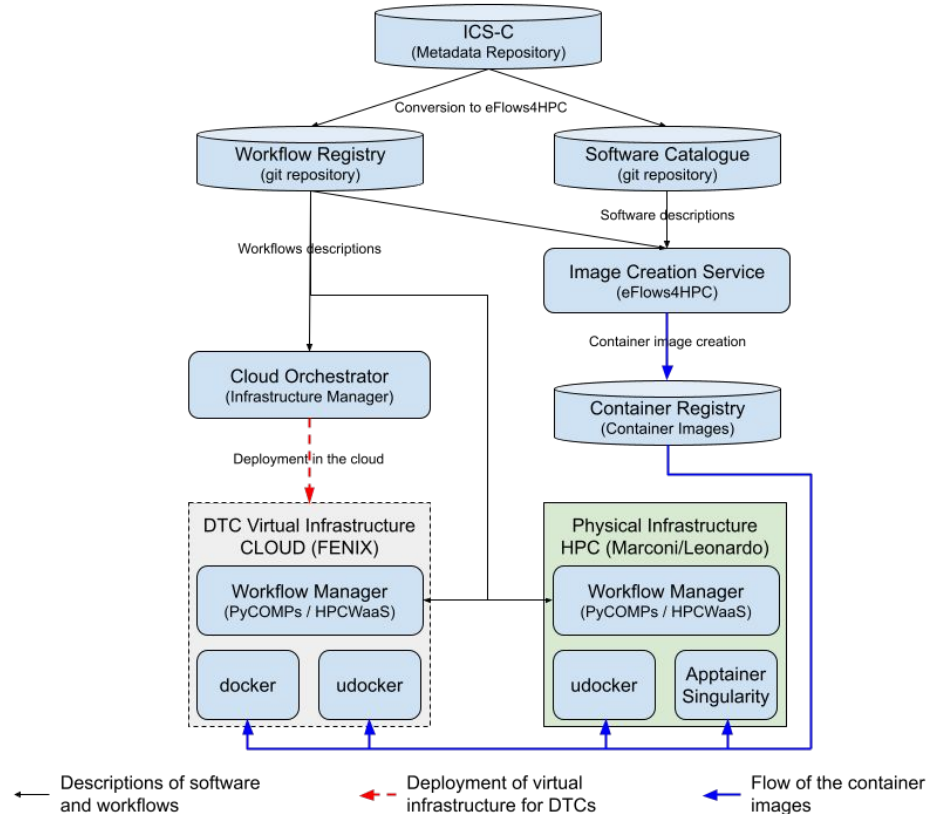 ICS-C
(Metadata Repository)
Conversion to eFlows4HPC
Workflow Registry
(git repository)
Software Catalogue
(git repository)
Software descriptions
Workflows descriptions
Image Creation Service
(eFlows4HPC)
Container image creation
Cloud Orchestrator
(Infrastructure Manager)
Container Registry
(Container Images)
Deployment in the cloud
DTC Virtual Infrastructure
CLOUD (FENIX)
Workflow Manager
(PyCOMPs / HPCWaaS)
docker
udocker
Physical Infrastructure
HPC (Marconi/Leonardo)
Workflow Manager
(PyCOMPs / HPCWaaS)
udocker
Apptainer
Singularity
Descriptions of software
and workflows
Deployment of virtual
infrastructure for DTCs
Flow of the container
images